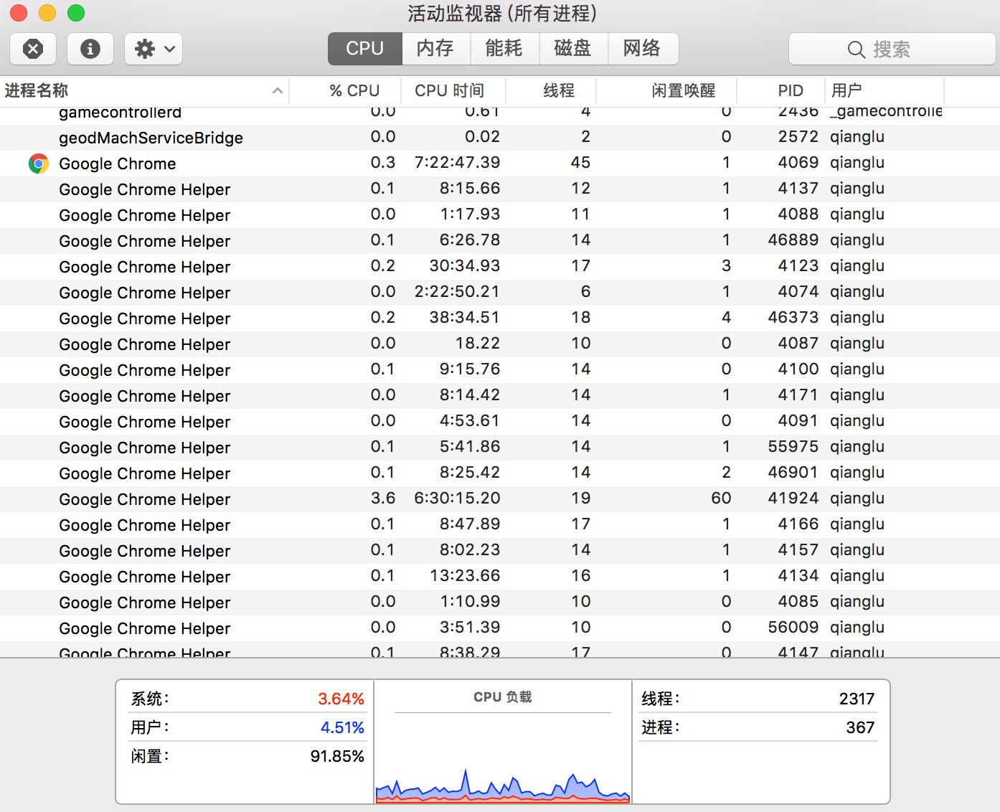 活动监视器 (所有进程)
CPU 内存 能耗 磁盘 网络 搜索
进程名称 % CPU CPU 时间 线程 闲置唤醒 PID 用户
gamecontrollerd 0.0 0.61 4 0 2436 _gamecontrolle
geodMachServiceBridge 0.0 0.02 2 0 2572 qianglu
Google Chrome 0.3 7:22:47.39 45 1 4069 qianglu
Google Chrome Helper 0.1 8:15.66 12 1 4137 qianglu
Google Chrome Helper 0.0 1:17.93 11 1 4088 qianglu
Google Chrome Helper 0.1 6:26.78 14 1 46889 qianglu
Google Chrome Helper 0.2 30:34.93 17 3 4123 qianglu
Google Chrome Helper 0.0 2:22:50.21 6 1 4074 qianglu
Google Chrome Helper 0.2 38:34.51 18 4 46373 qianglu
Google Chrome Helper 0.0 18.22 10 0 4087 qianglu
Google Chrome Helper 0.1 9:15.76 14 0 4100 qianglu
Google Chrome Helper 0.0 8:14.42 14 1 4171 qianglu
Google Chrome Helper 0.0 4:53.61 14 0 4091 qianglu
Google Chrome Helper 0.1 5:41.86 14 1 55975 qianglu
Google Chrome Helper 0.1 8:25.42 14 2 46901 qianglu
Google Chrome Helper 3.6 6:30:15.20 19 60 41924 qianglu
Google Chrome Helper 0.1 8:47.89 17 1 4166 qianglu
Google Chrome Helper 0.1 8:02.23 14 1 4157 qianglu
Google Chrome Helper 0.1 13:23.66 16 1 4134 qianglu
Google Chrome Helper 0.0 1:10.99 10 0 4085 qianglu
Google Chrome Helper 0.0 3:51.39 10 0 56009 qianglu
Google Chrome Helper 0.1 8:38.29 17 0 4147 qianglu
系统: 3.64% CPU 负载 线程: 2317
用户: 4.51% 进程: 367
闲置: 91.85%